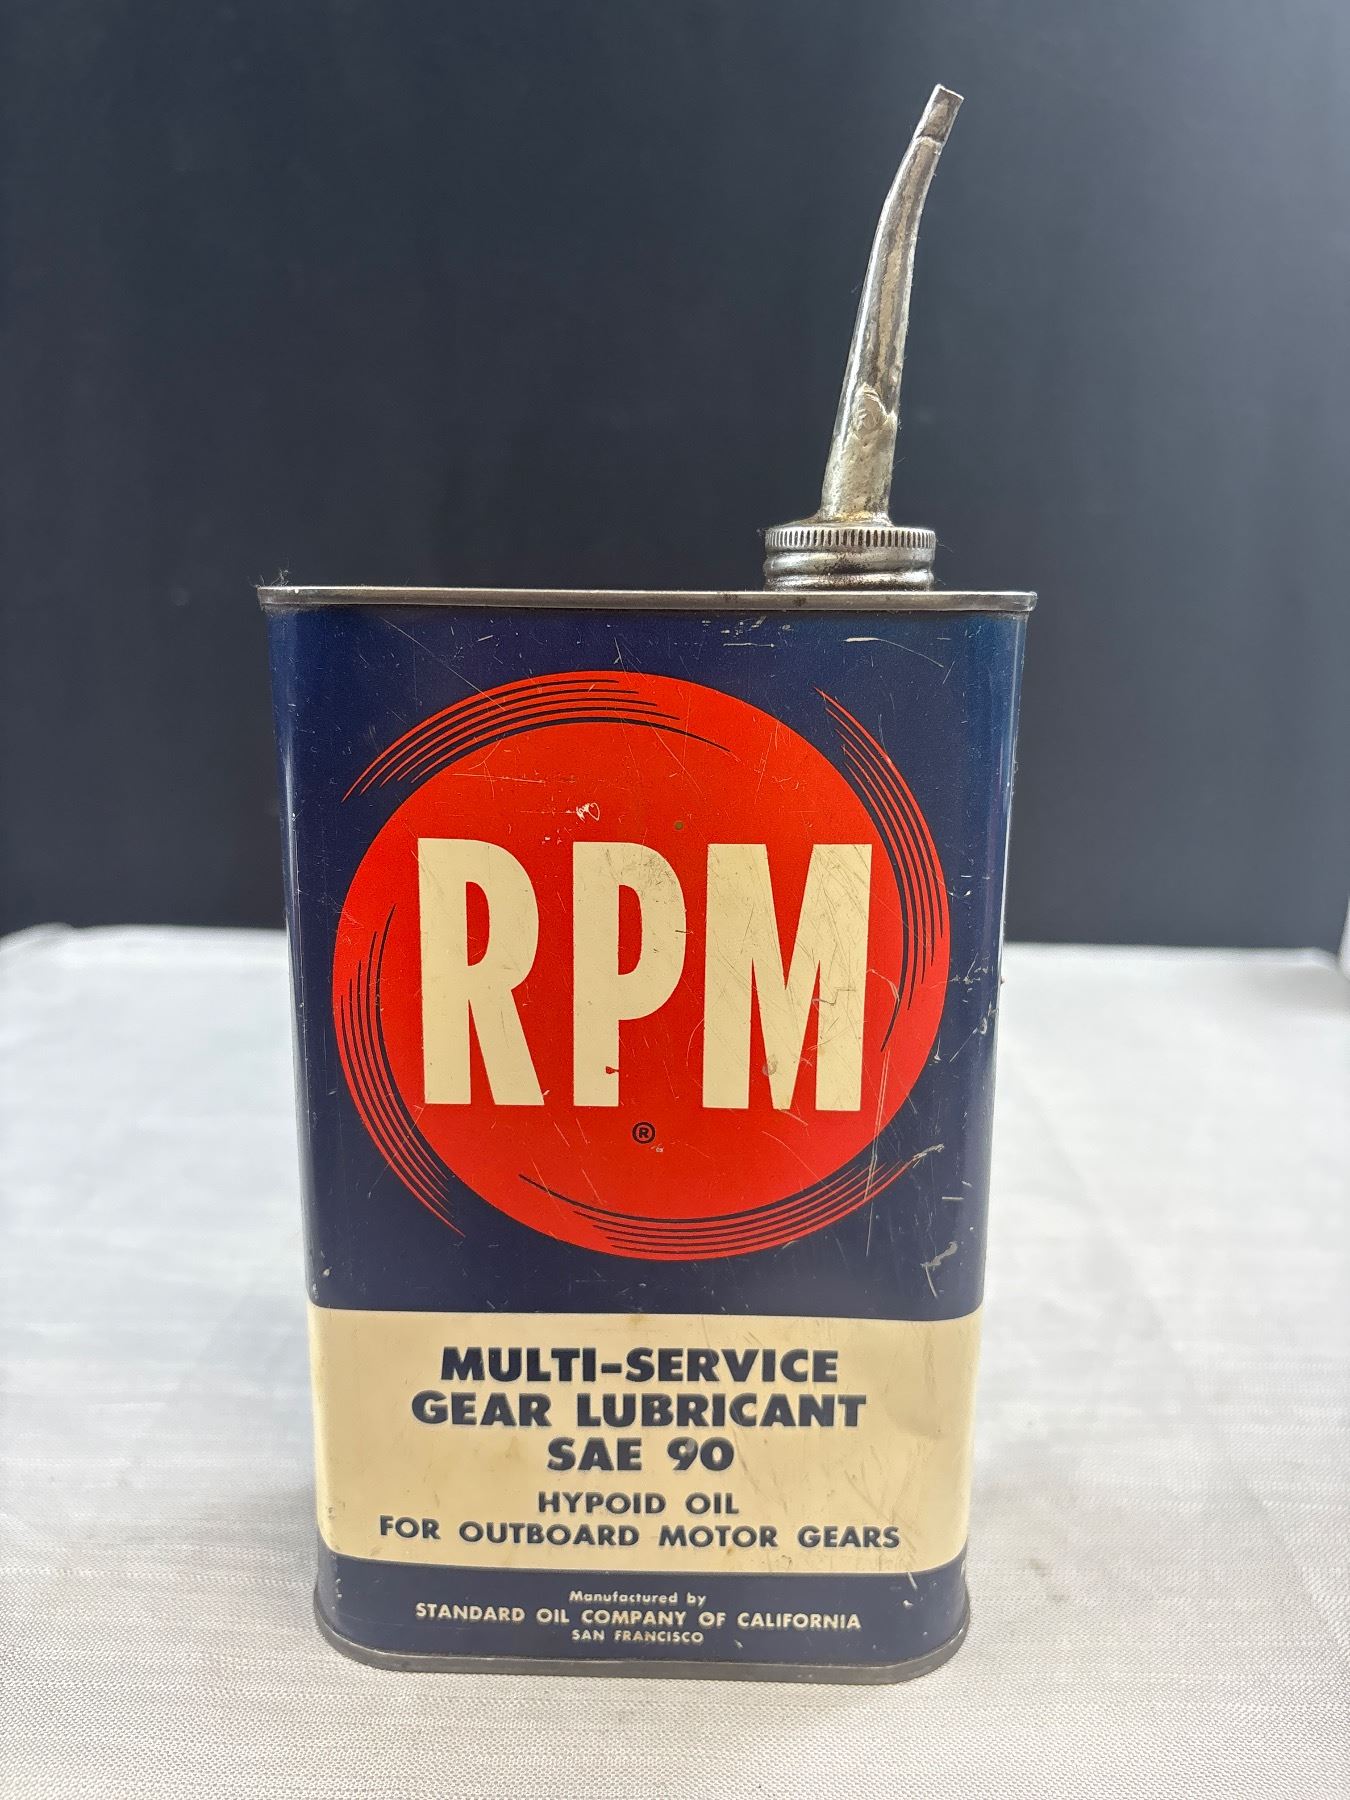 RPM
®
MULTI-SERVICE
GEAR LUBRICANT
SAE 90
HYPOID OIL
FOR OUTBOARD MOTOR GEARS
Manufactured by
STANDARD OIL COMPANY OF CALIFORNIA
SAN FRANCISCO